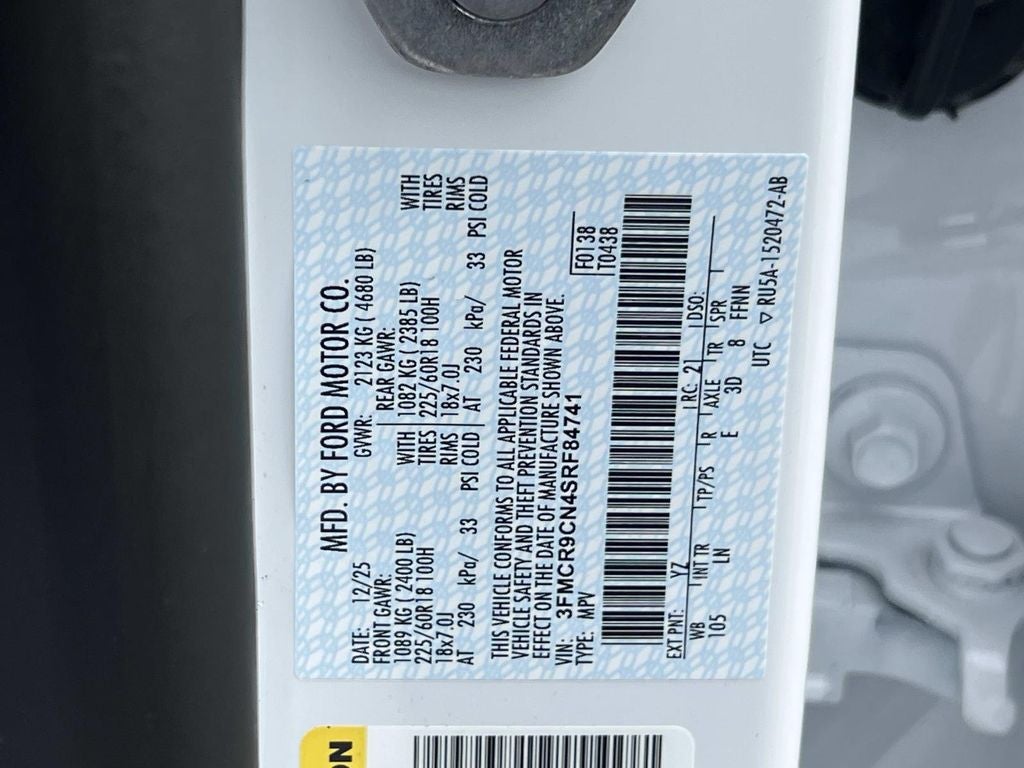 MFD. BY FORD MOTOR CO.
DATE: 12/25 GVWR: 2123 KG ( 4680 LB)
FRONT GAWR: REAR GAWR:
1089 KG ( 2400 LB) WITH 1082 KG ( 2385 LB) WITH
225/60R18 100H TIRES 225/60R18 100H TIRES
18x7.0J RIMS 18x7.0J RIMS
AT 230 kPa/ 33 PSI COLD AT 230 kPa/ 33 PSI COLD
THIS VEHICLE CONFORMS TO ALL APPLICABLE FEDERAL MOTOR
VEHICLE SAFETY AND THEFT PREVENTION STANDARDS IN
EFFECT ON THE DATE OF MANUFACTURE SHOWN ABOVE.
VIN: 3FMCR9CN4SRF84741
TYPE: MPV
F0138
T0438
EXT PNT: YZ RC: 21 DSO:
WB INT TR TP/PS R AXLE TR SPR
105 LN E 3D 8 FFNN
UTC ▽ RU5A-1520472-AB
ON